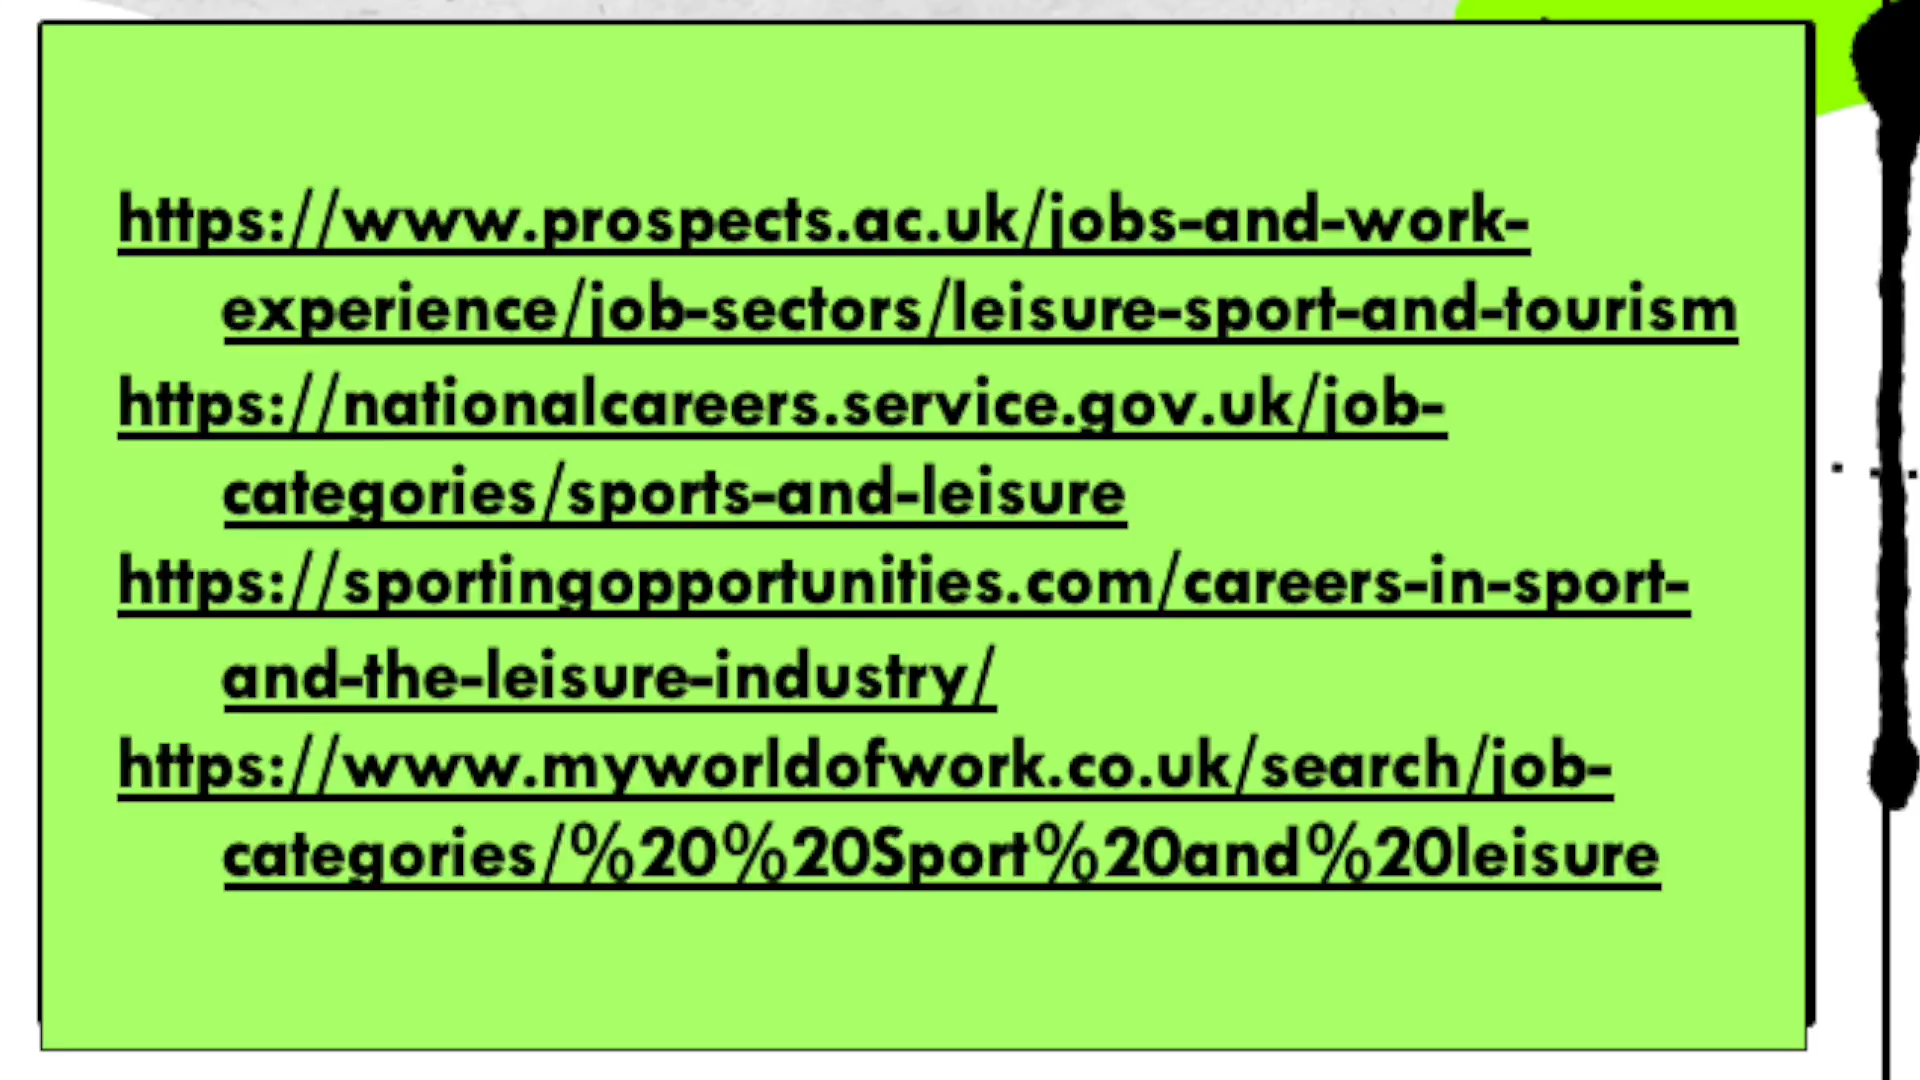 https://www.prospects.ac.uk/jobs-and-work-
experience/job-sectors/leisure-sport-and-tourism
https://nationalcareers.service.gov.uk/job-
categories/sports-and-leisure
https://sportingopportunities.com/careers-in-sport-
and-the-leisure-industry/
https://www.myworldofwork.co.uk/search/job-
categories/%20%20Sport%20and%20leisure